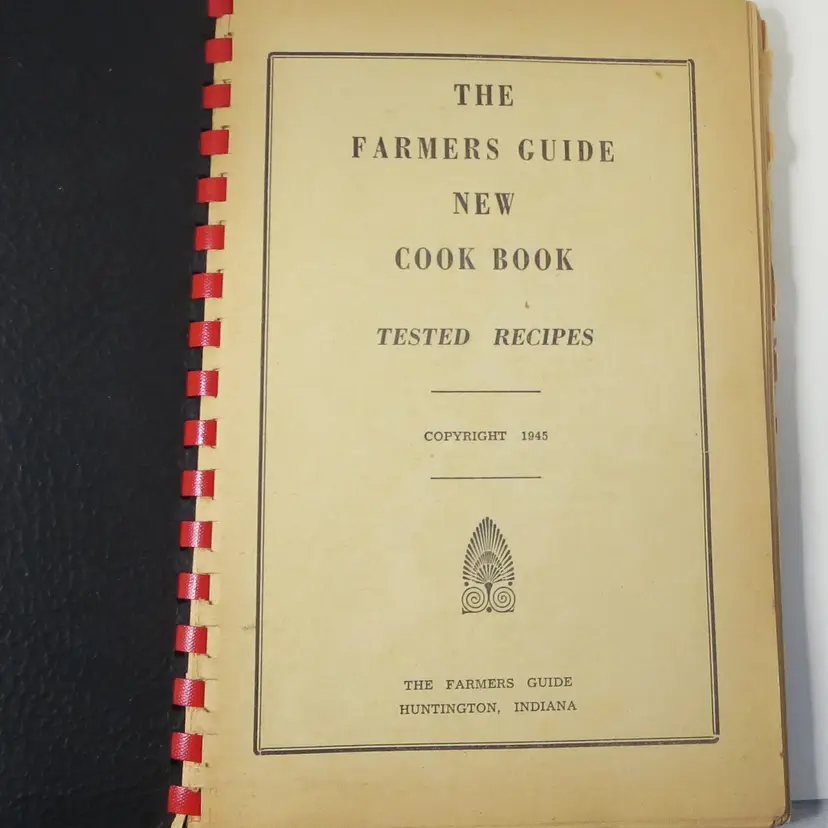 THE
FARMERS GUIDE
NEW
COOK BOOK
TESTED RECIPES
COPYRIGHT 1945
THE FARMERS GUIDE
HUNTINGTON, INDIANA